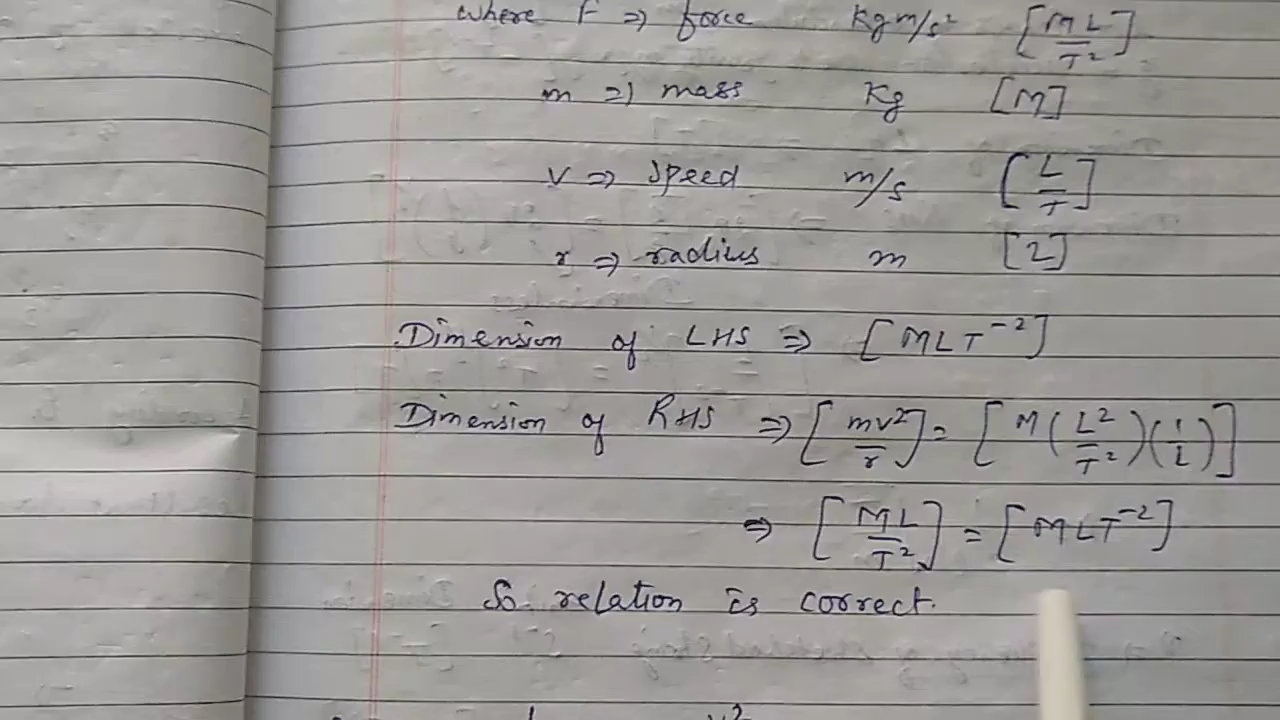 where F ⇒ force Kgm/s² [ML/T²]
m ⇒ mass Kg [M]
V ⇒ Speed m/s [L/T]
r ⇒ radius m [L]
Dimension of LHS ⇒ [MLT⁻²]
Dimension of RHS ⇒ [mv²/r] = [M(L²/T²)(1/L)]
⇒ [ML/T²] = [MLT⁻²]
So relation is correct.